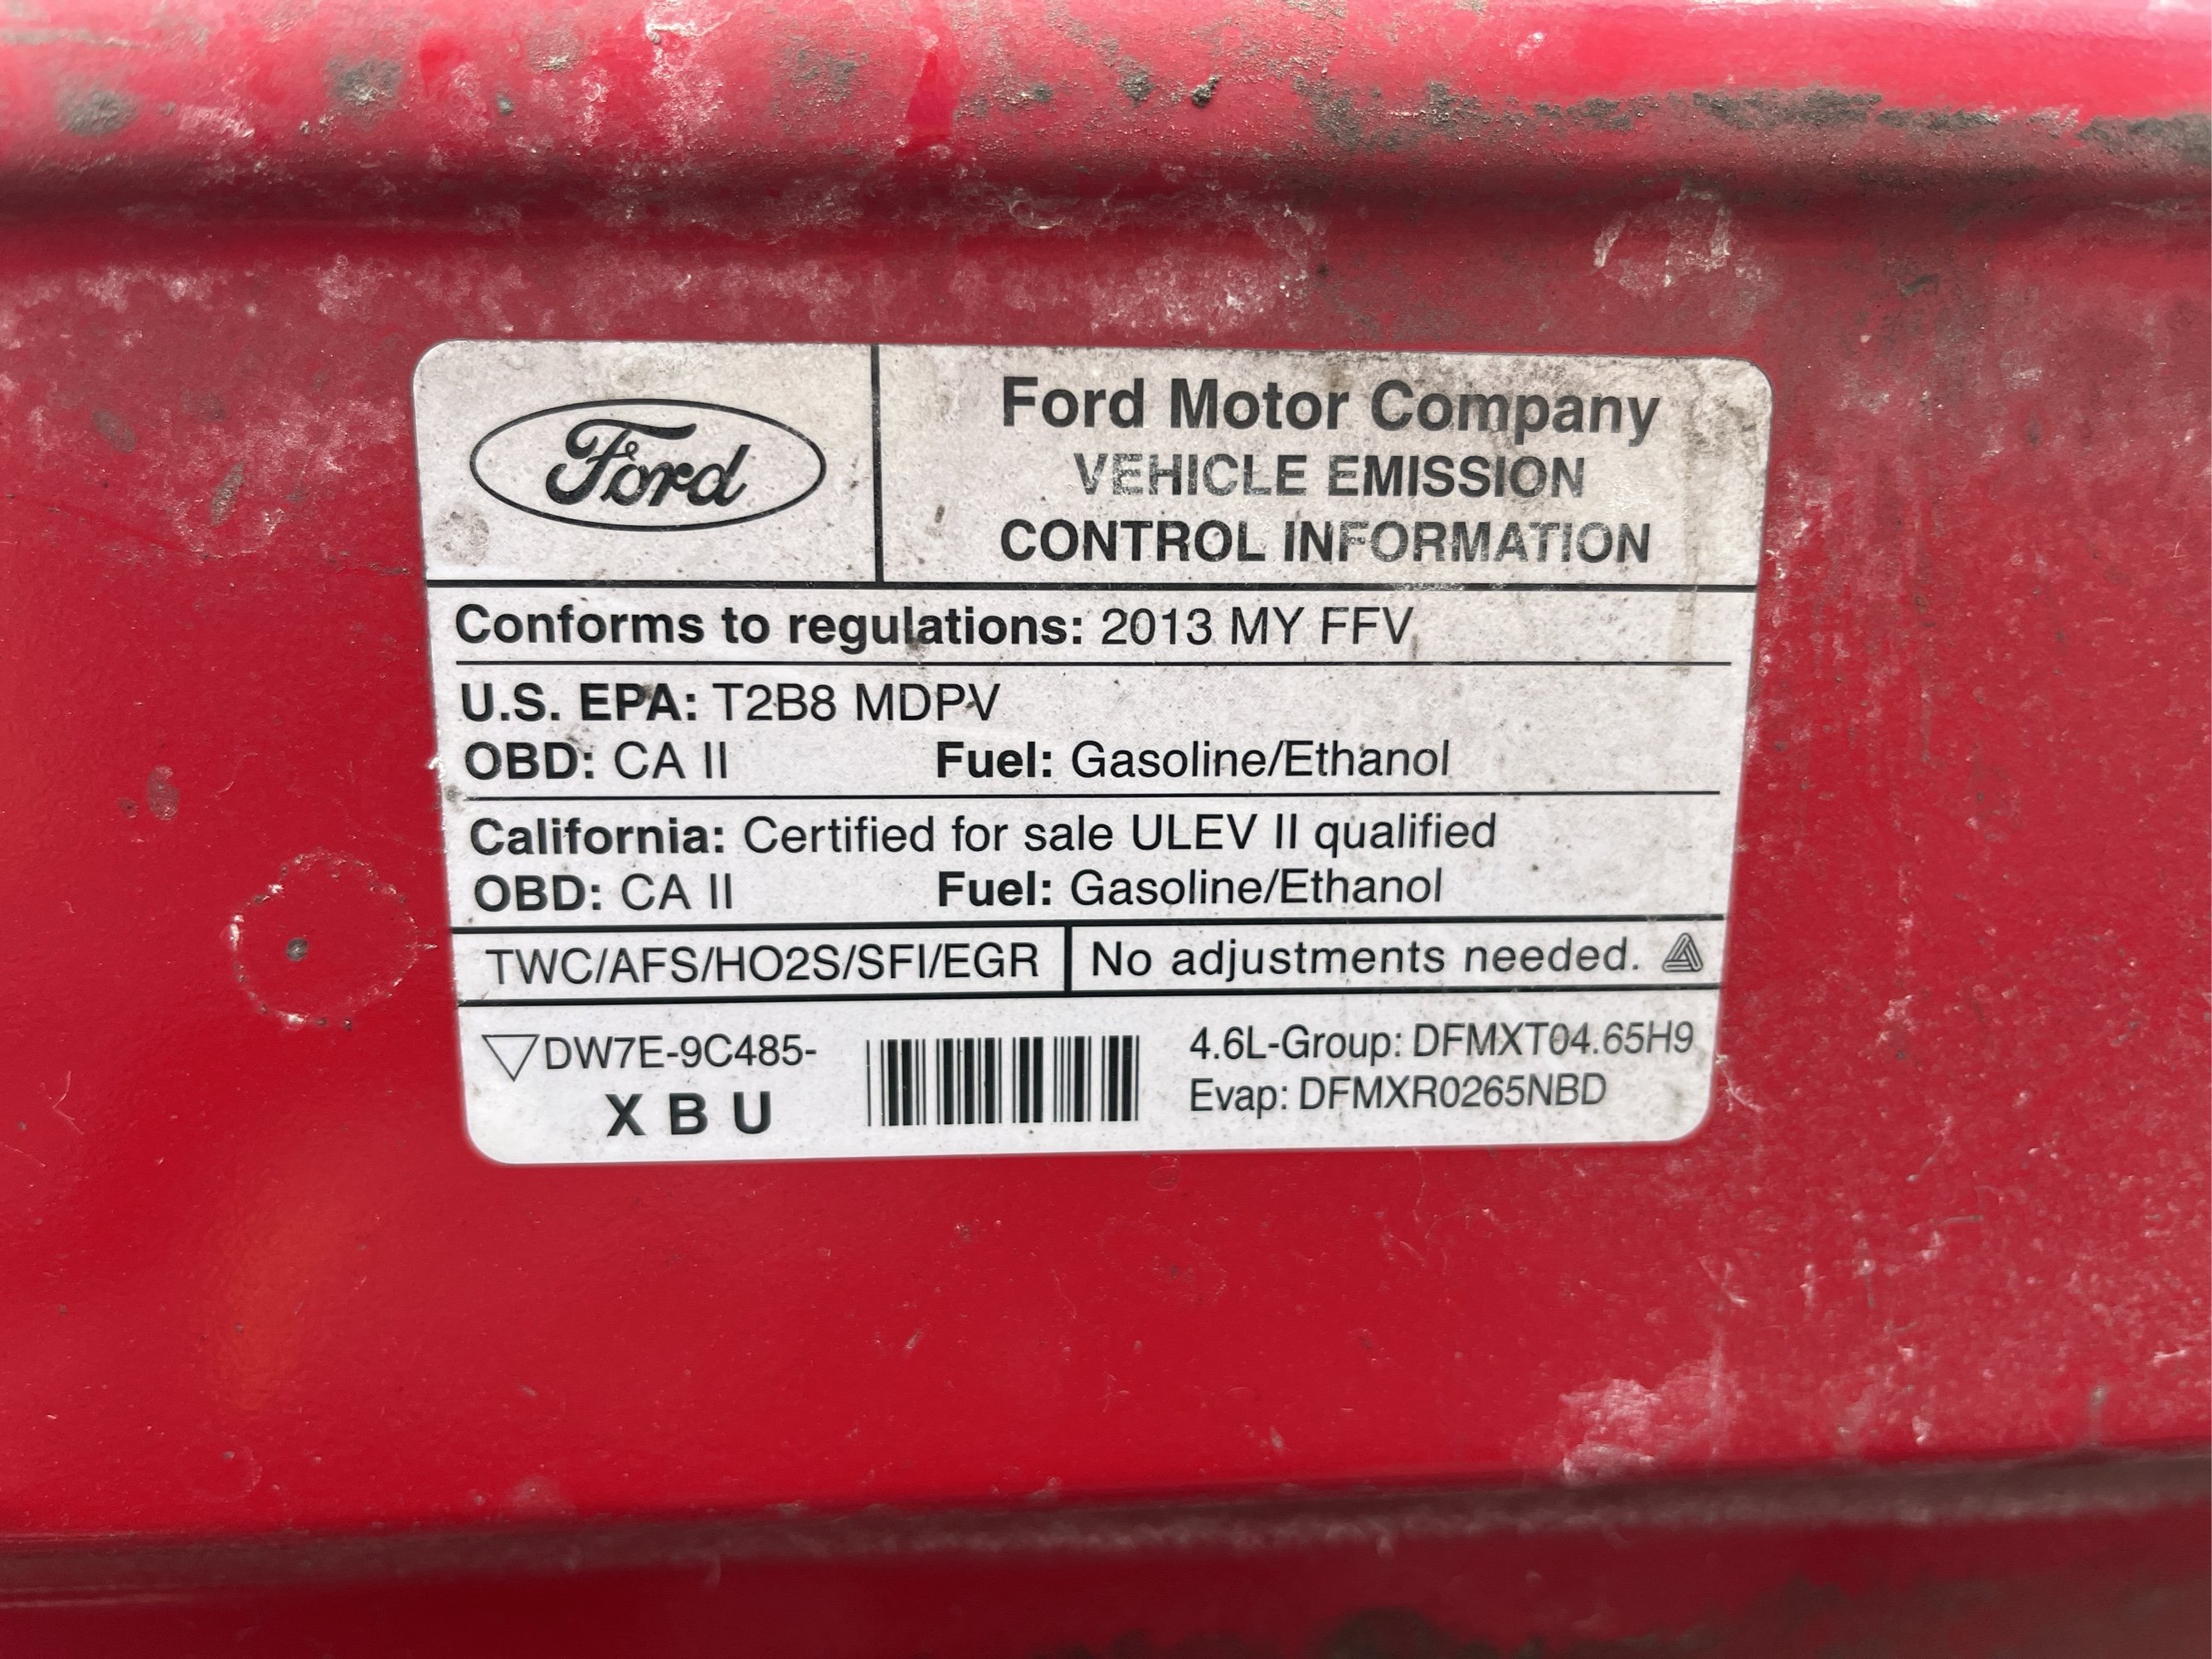 Ford
Ford Motor Company
VEHICLE EMISSION
CONTROL INFORMATION
Conforms to regulations: 2013 MY FFV
U.S. EPA: T2B8 MDPV
OBD: CA II Fuel: Gasoline/Ethanol
California: Certified for sale ULEV II qualified
OBD: CA II Fuel: Gasoline/Ethanol
TWC/AFS/HO2S/SFI/EGR No adjustments needed.
DW7E-9C485-
X B U
4.6L-Group: DFMXT04.65H9
Evap: DFMXR0265NBD